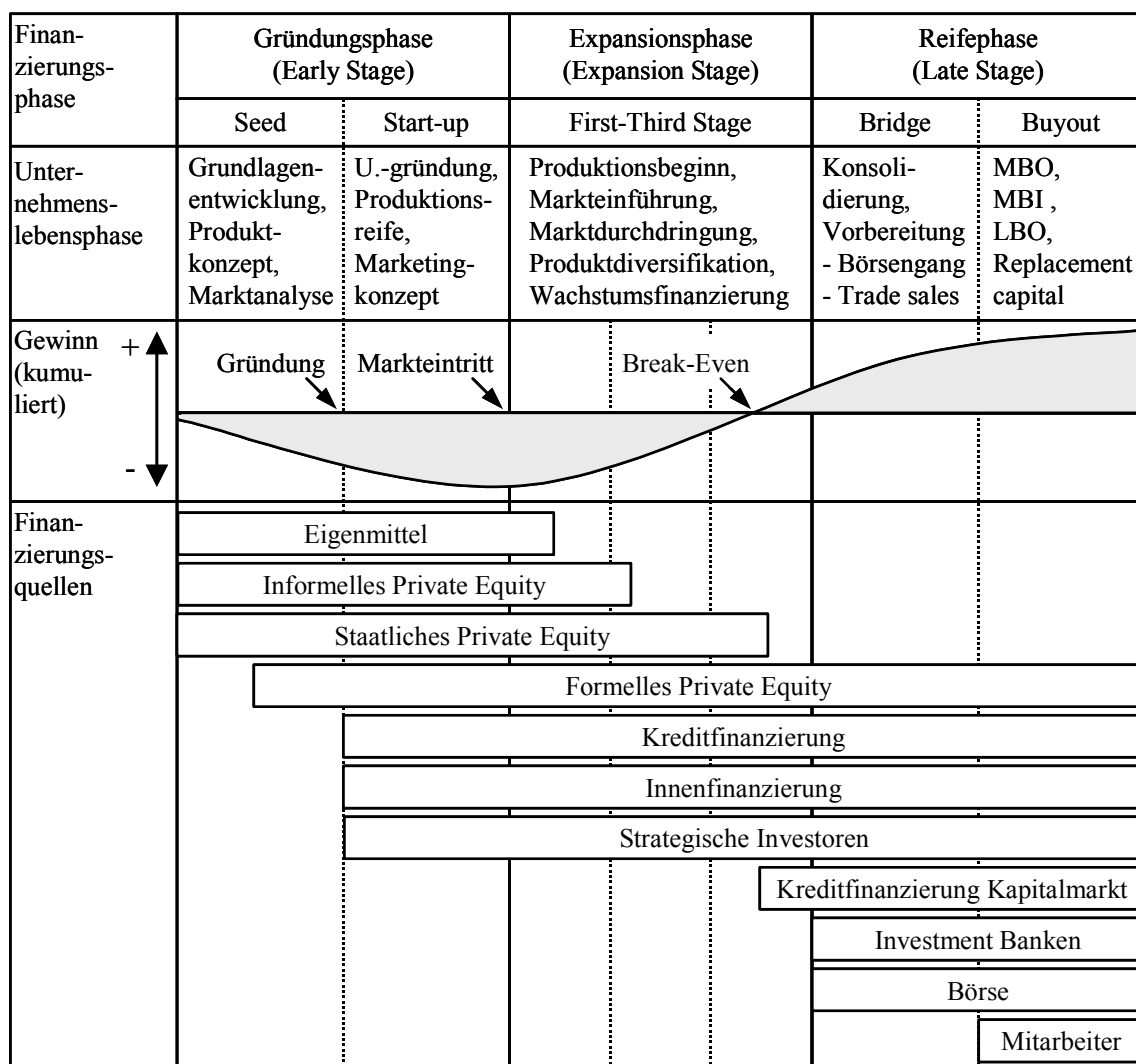 Finan-
zierungs-
phase
Gründungsphase
(Early Stage)
Expansionsphase
(Expansion Stage)
Reifephase
(Late Stage)
Seed
Start-up
First-Third Stage
Bridge
Buyout
Unter-
nehmens-
lebensphase
Grundlagen-
entwicklung,
Produkt-
konzept,
Marktanalyse
U.-gründung,
Produktions-
reife,
Marketing-
konzept
Produktionsbeginn,
Markteinführung,
Marktdurchdringung,
Produktdiversifikation,
Wachstumsfinanzierung
Konsoli-
dierung,
Vorbereitung
- Börsengang
- Trade sales
MBO,
MBI ,
LBO,
Replacement
capital
Gewinn
(kumu-
liert)
+
-
Gründung
Markteintritt
Break-Even
Finan-
zierungs-
quellen
Eigenmittel
Informelles Private Equity
Staatliches Private Equity
Formelles Private Equity
Kreditfinanzierung
Innenfinanzierung
Strategische Investoren
Kreditfinanzierung Kapitalmarkt
Investment Banken
Börse
Mitarbeiter